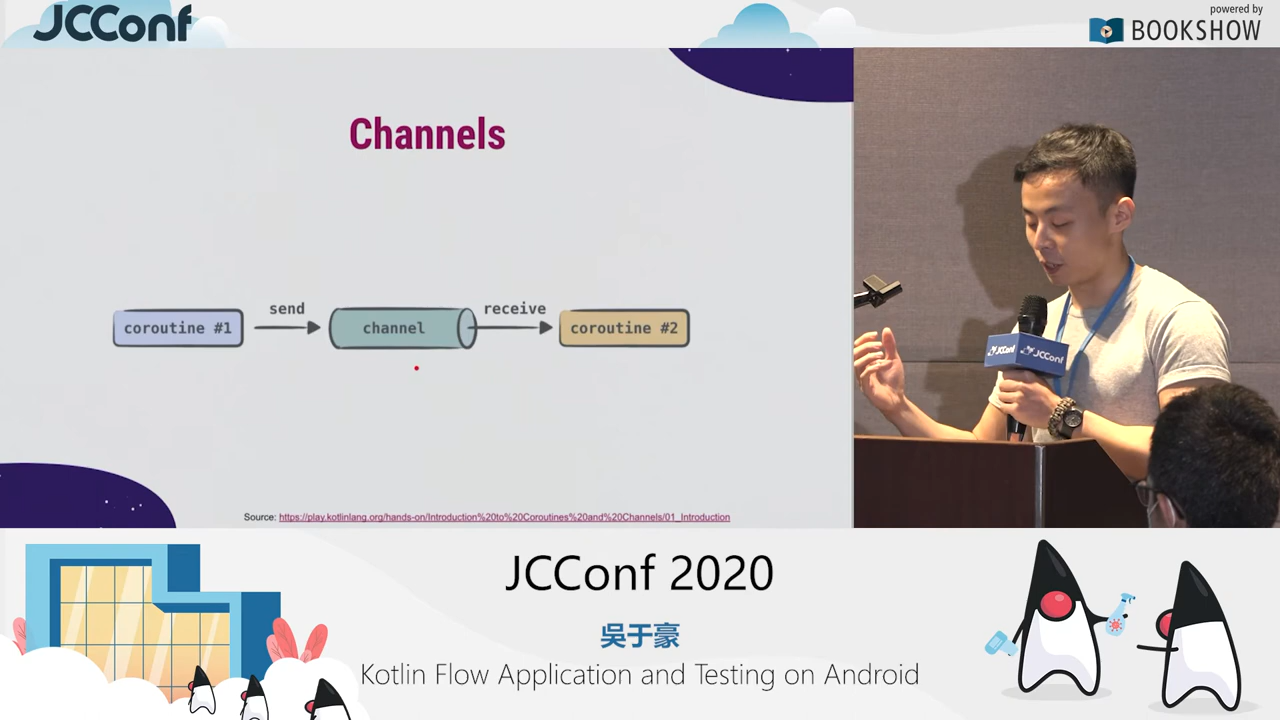 JCConf
powered by
BOOKSHOW
Channels
coroutine #1
send
channel
receive
coroutine #2
Source: https://play.kotlinlang.org/hands-on/Introduction%20to%20Coroutines%20and%20Channels/01_Introduction
JCConf
JCConf
JCConf 2020
吳于豪
Kotlin Flow Application and Testing on Android